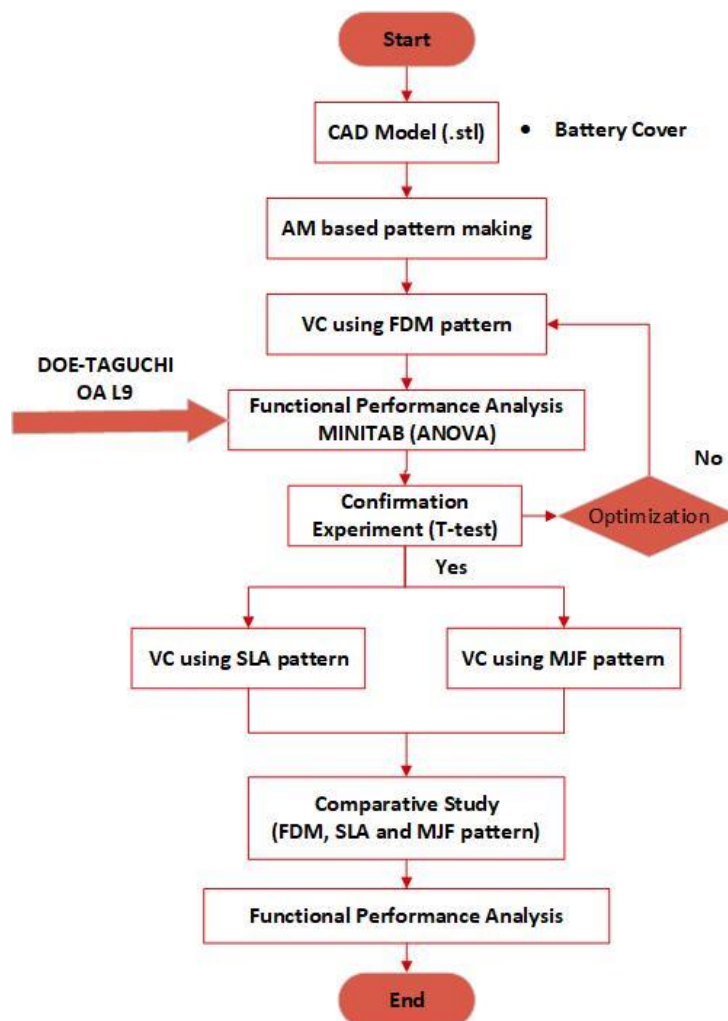 Start
CAD Model (.stl)
• Battery Cover
AM based pattern making
VC using FDM pattern
DOE-TAGUCHI
OA L9
Functional Performance Analysis
MINITAB (ANOVA)
No
Confirmation
Experiment (T-test)
Optimization
Yes
VC using SLA pattern
VC using MJF pattern
Comparative Study
(FDM, SLA and MJF pattern)
Functional Performance Analysis
End